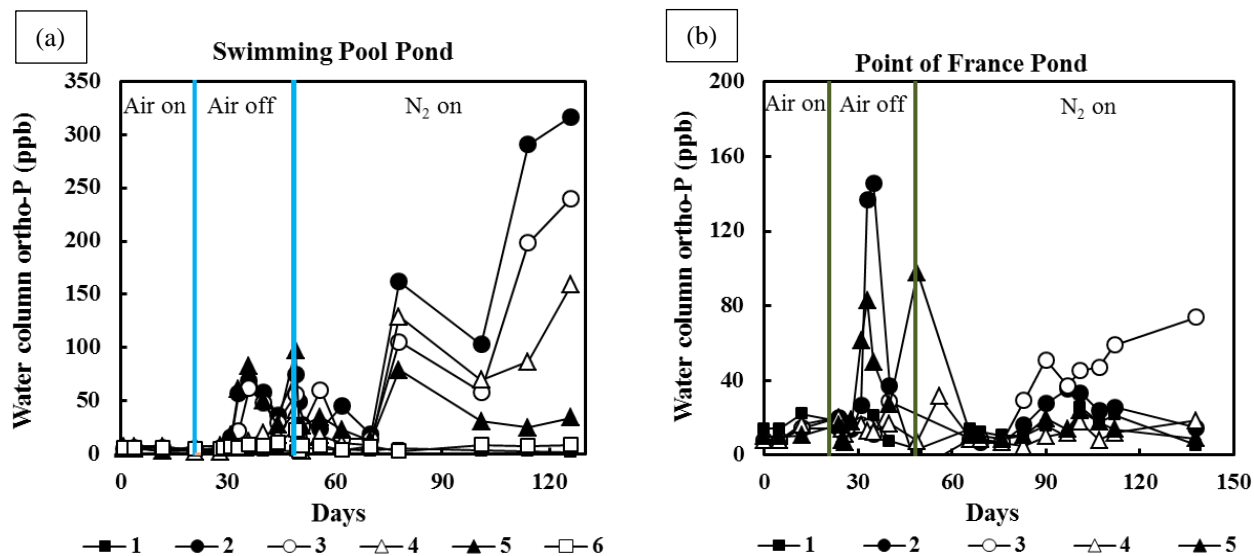 (a)
Swimming Pool Pond
350
300
250
200
150
100
50
0
Water column ortho-P (ppb)
Air on
Air off
N2 on
0 30 60 90 120
Days
1 2 3 4 5 6
(b)
Point of France Pond
200
160
120
80
40
0
Water column ortho-P (ppb)
Air on
Air off
N2 on
0 30 60 90 120 150
Days
1 2 3 4 5